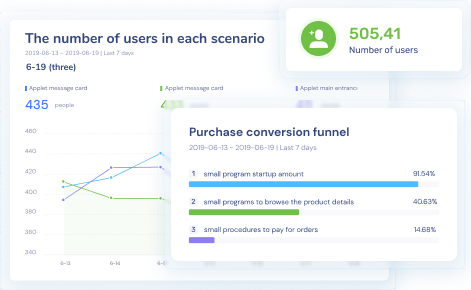 The number of users in each scenario
2019-06-13 - 2019-06-19 | Last 7 days
6-19 (three)
Applet message card
Applet message card
Applet main entranc
435 people
460
440
420
400
380
360
340
6-13
6-14
6-15
505,41
Number of users
Purchase conversion funnel
2019-06-13 - 2019-06-19 | Last 7 days
1 small program startup amount 91.54%
2 small programs to browse the product details 40.63%
3 small procedures to pay for orders 14.68%